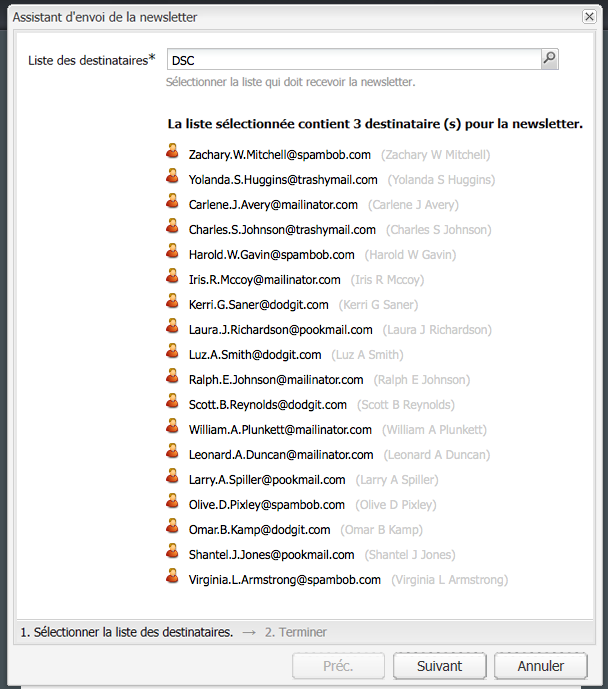 Assistant d'envoi de la newsletter
Liste des destinataires* DSC
Sélectionner la liste qui doit recevoir la newsletter.
La liste sélectionnée contient 3 destinataire (s) pour la newsletter.
Zachary.W.Mitchell@spambob.com (Zachary W Mitchell)
Yolanda.S.Huggins@trashymail.com (Yolanda S Huggins)
Carlene.J.Avery@mailinator.com (Carlene J Avery)
Charles.S.Johnson@trashymail.com (Charles S Johnson)
Harold.W.Gavin@spambob.com (Harold W Gavin)
Iris.R.Mccoy@mailinator.com (Iris R Mccoy)
Kerri.G.Saner@dodgit.com (Kerri G Saner)
Laura.J.Richardson@pookmail.com (Laura J Richardson)
Luz.A.Smith@dodgit.com (Luz A Smith)
Ralph.E.Johnson@mailinator.com (Ralph E Johnson)
Scott.B.Reynolds@dodgit.com (Scott B Reynolds)
William.A.Plunkett@mailinator.com (William A Plunkett)
Leonard.A.Duncan@mailinator.com (Leonard A Duncan)
Larry.A.Spiller@pookmail.com (Larry A Spiller)
Olive.D.Pixley@spambob.com (Olive D Pixley)
Omar.B.Kamp@dodgit.com (Omar B Kamp)
Shantel.J.Jones@pookmail.com (Shantel J Jones)
Virginia.L.Armstrong@spambob.com (Virginia L Armstrong)
1. Sélectionner la liste des destinataires. → 2. Terminer
Préc. Suivant Annuler